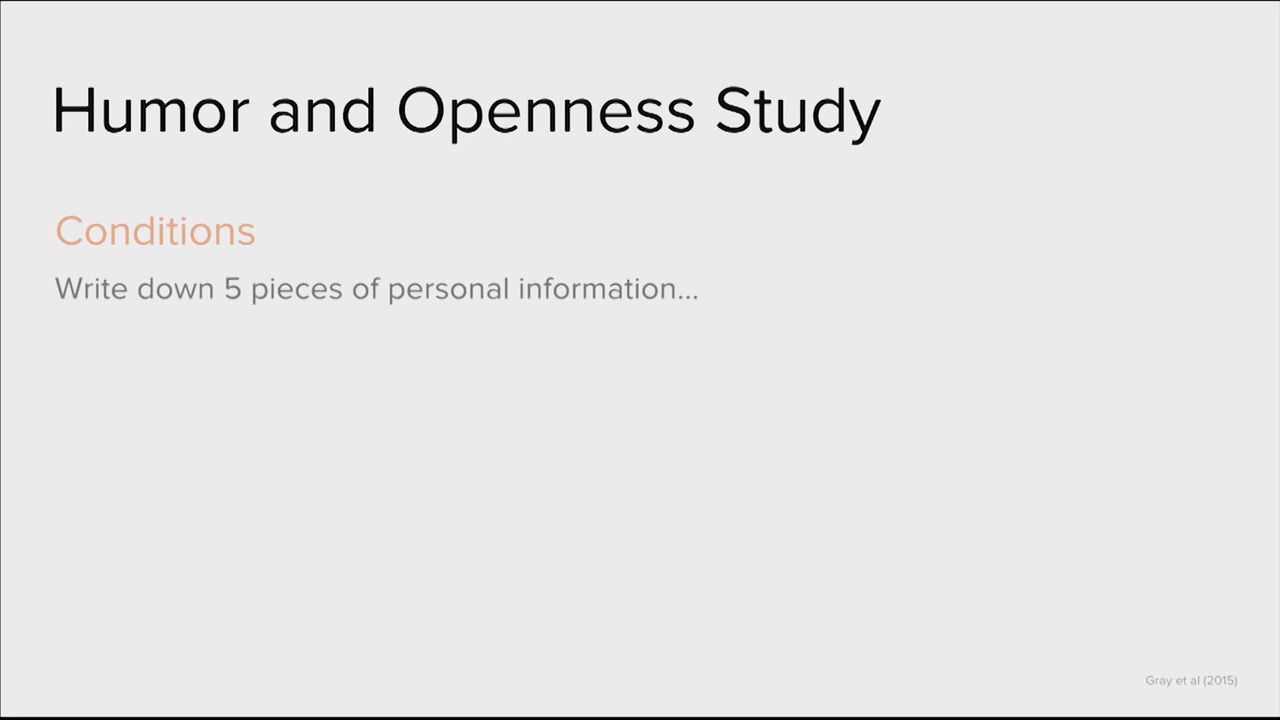 Humor and Openness Study
Conditions
Write down 5 pieces of personal information...
Gray et al (2015)